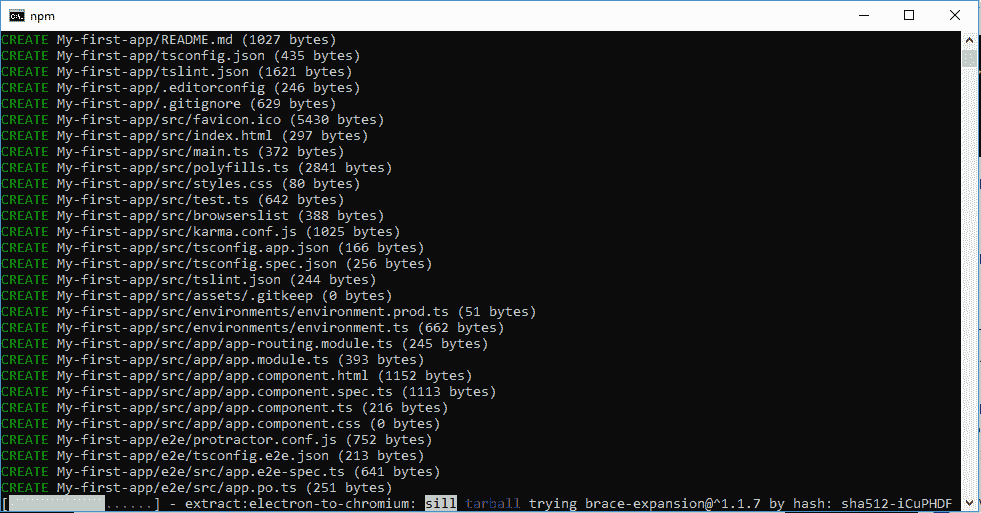 npm
CREATE My-first-app/README.md (1027 bytes)
CREATE My-first-app/tsconfig.json (435 bytes)
CREATE My-first-app/tslint.json (1621 bytes)
CREATE My-first-app/.editorconfig (246 bytes)
CREATE My-first-app/.gitignore (629 bytes)
CREATE My-first-app/src/favicon.ico (5430 bytes)
CREATE My-first-app/src/index.html (297 bytes)
CREATE My-first-app/src/main.ts (372 bytes)
CREATE My-first-app/src/polyfills.ts (2841 bytes)
CREATE My-first-app/src/styles.css (80 bytes)
CREATE My-first-app/src/test.ts (642 bytes)
CREATE My-first-app/src/browserslist (388 bytes)
CREATE My-first-app/src/karma.conf.js (1025 bytes)
CREATE My-first-app/src/tsconfig.app.json (166 bytes)
CREATE My-first-app/src/tsconfig.spec.json (256 bytes)
CREATE My-first-app/src/tslint.json (244 bytes)
CREATE My-first-app/src/assets/.gitkeep (0 bytes)
CREATE My-first-app/src/environments/environment.prod.ts (51 bytes)
CREATE My-first-app/src/environments/environment.ts (662 bytes)
CREATE My-first-app/src/app/app-routing.module.ts (245 bytes)
CREATE My-first-app/src/app/app.module.ts (393 bytes)
CREATE My-first-app/src/app/app.component.html (1152 bytes)
CREATE My-first-app/src/app/app.component.spec.ts (1113 bytes)
CREATE My-first-app/src/app/app.component.ts (216 bytes)
CREATE My-first-app/src/app/app.component.css (0 bytes)
CREATE My-first-app/e2e/protractor.conf.js (752 bytes)
CREATE My-first-app/e2e/tsconfig.e2e.json (213 bytes)
CREATE My-first-app/e2e/src/app.e2e-spec.ts (641 bytes)
CREATE My-first-app/e2e/src/app.po.ts (251 bytes)
[ ......] - extract:electron-to-chromium: sill tarball trying brace-expansion@^1.1.7 by hash: sha512-iCuPHDF